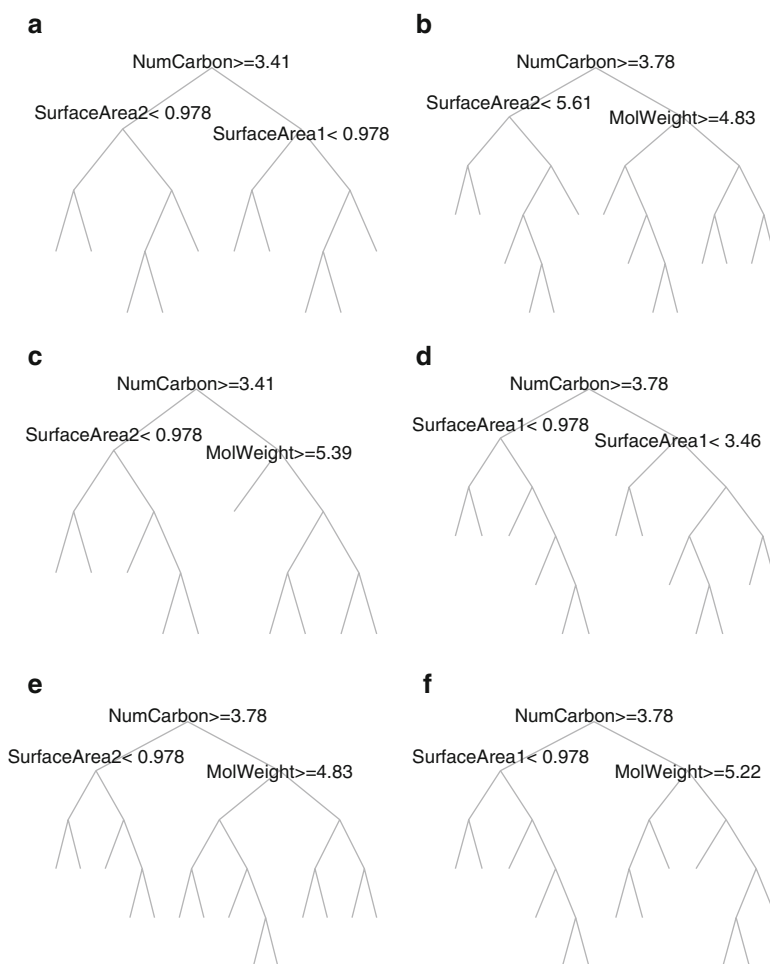 a
NumCarbon>=3.41
SurfaceArea2< 0.978
SurfaceArea1< 0.978
b
NumCarbon>=3.78
SurfaceArea2< 5.61
MolWeight>=4.83
c
NumCarbon>=3.41
SurfaceArea2< 0.978
MolWeight>=5.39
d
NumCarbon>=3.78
SurfaceArea1< 0.978
SurfaceArea1< 3.46
e
NumCarbon>=3.78
SurfaceArea2< 0.978
MolWeight>=4.83
f
NumCarbon>=3.78
SurfaceArea1< 0.978
MolWeight>=5.22